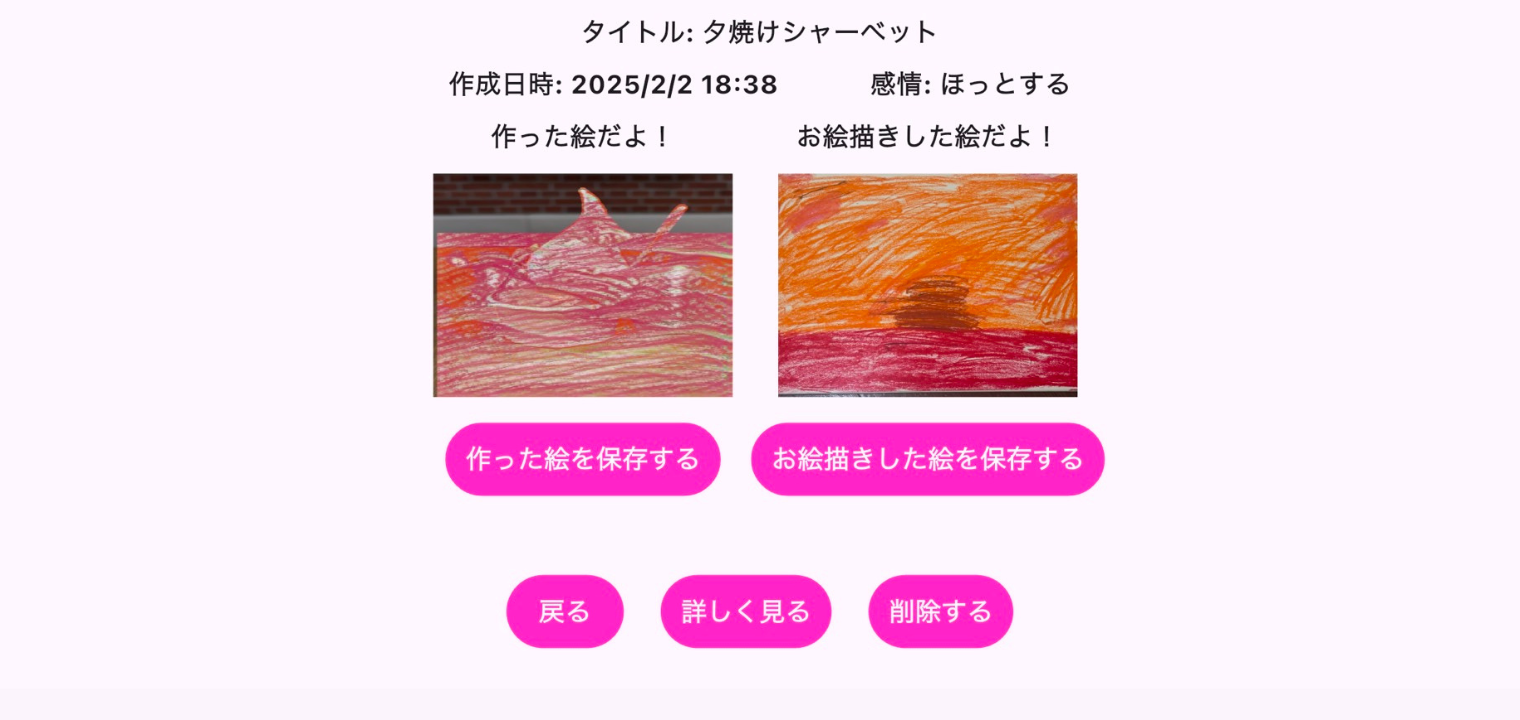 タイトル: 夕焼けシャーベット
作成日時: 2025/2/2 18:38 感情: ほっとする
作った絵だよ！ お絵描きした絵だよ！
作った絵を保存する お絵描きした絵を保存する
戻る 詳しく見る 削除する